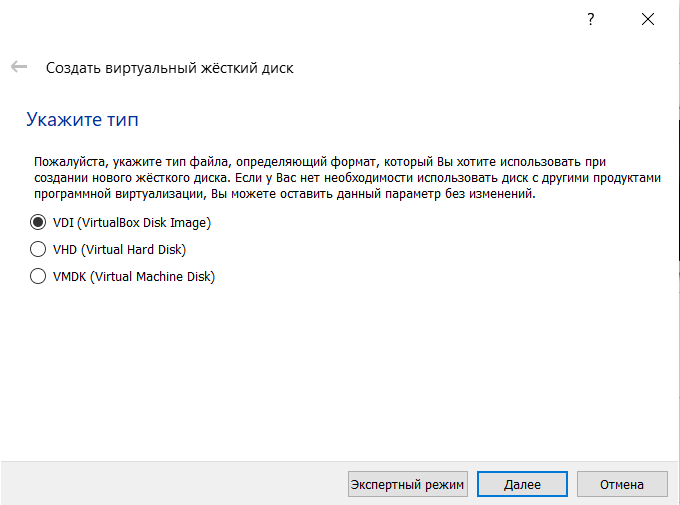 ?
Создать виртуальный жёсткий диск
Укажите тип
Пожалуйста, укажите тип файла, определяющий формат, который Вы хотите использовать при
создании нового жёсткого диска. Если у Вас нет необходимости использовать диск с другими продуктами
программной виртуализации, Вы можете оставить данный параметр без изменений.
VDI (VirtualBox Disk Image)
VHD (Virtual Hard Disk)
VMDK (Virtual Machine Disk)
Экспертный режим Далее Отмена